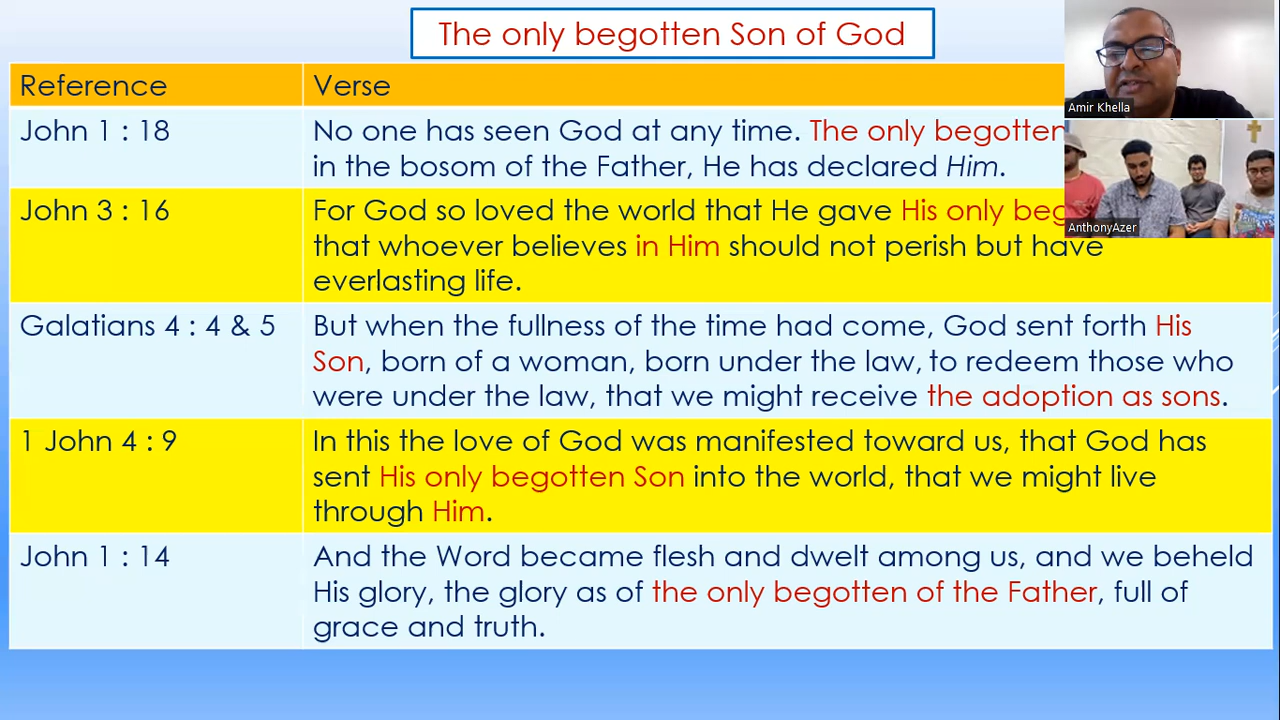 The only begotten Son of God
Reference Verse
John 1 : 18 No one has seen God at any time. The only begotten
in the bosom of the Father, He has declared Him.
John 3 : 16 For God so loved the world that He gave His only beg
that whoever believes in Him should not perish but have
everlasting life.
Galatians 4 : 4 & 5 But when the fullness of the time had come, God sent forth His
Son, born of a woman, born under the law, to redeem those who
were under the law, that we might receive the adoption as sons.
1 John 4 : 9 In this the love of God was manifested toward us, that God has
sent His only begotten Son into the world, that we might live
through Him.
John 1 : 14 And the Word became flesh and dwelt among us, and we beheld
His glory, the glory as of the only begotten of the Father, full of
grace and truth.
Amir Khella
AnthonyAzer